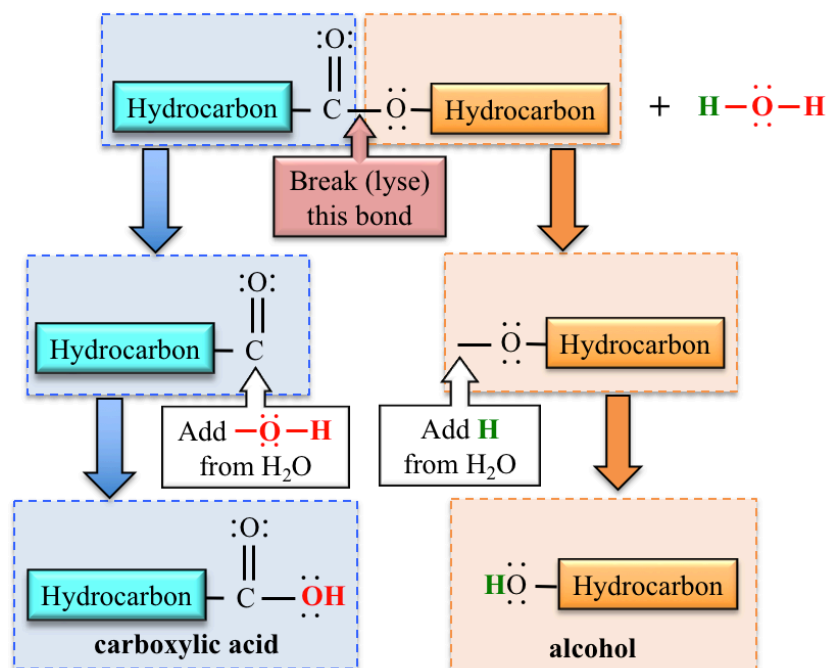 :O:
Hydrocarbon C O Hydrocarbon + H O H
Break (lyse)
this bond
:O:
Hydrocarbon C
O Hydrocarbon
Add —O—H
from H₂O
Add H
from H₂O
:O:
Hydrocarbon C OH
carboxylic acid
HO Hydrocarbon
alcohol